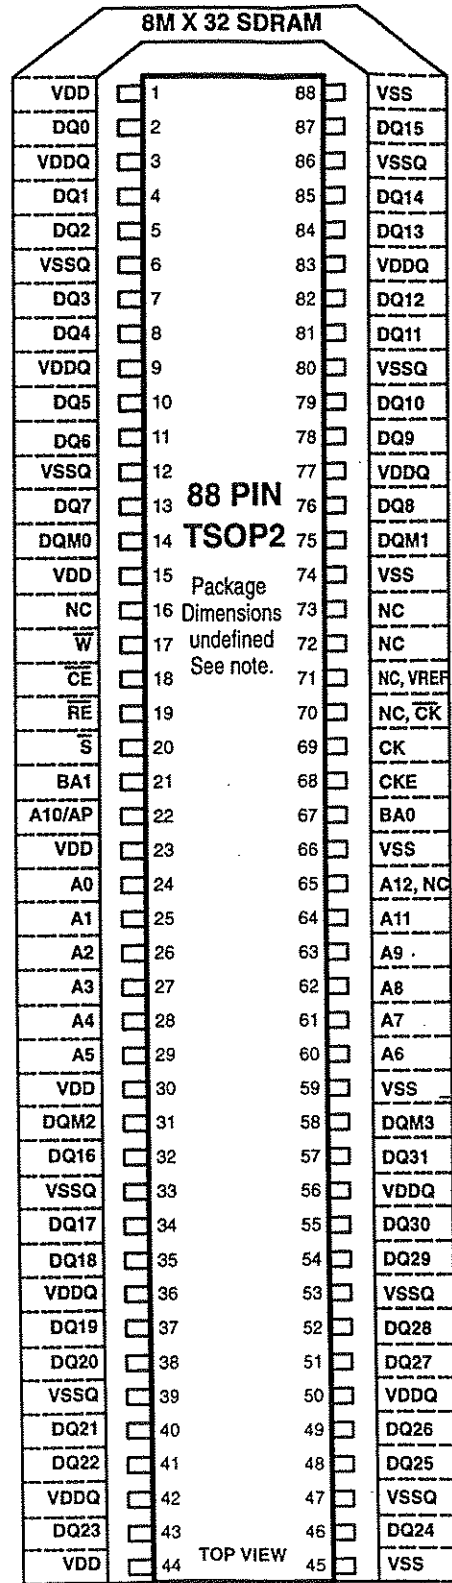 8M X 32 SDRAM
VDD 1 88 VSS
DQ0 2 87 DQ15
VDDQ 3 86 VSSQ
DQ1 4 85 DQ14
DQ2 5 84 DQ13
VSSQ 6 83 VDDQ
DQ3 7 82 DQ12
DQ4 8 81 DQ11
VDDQ 9 80 VSSQ
DQ5 10 79 DQ10
DQ6 11 78 DQ9
VSSQ 12 77 VDDQ
DQ7 13 88 PIN 76 DQ8
DQM0 14 TSOP2 75 DQM1
VDD 15 Package 74 VSS
NC 16 Dimensions 73 NC
W̅ 17 undefined 72 NC
C̅E̅ 18 See note. 71 NC, VREF
R̅E̅ 19 70 NC, C̅K̅
S̅ 20 69 CK
BA1 21 68 CKE
A10/AP 22 67 BA0
VDD 23 66 VSS
A0 24 65 A12, NC
A1 25 64 A11
A2 26 63 A9
A3 27 62 A8
A4 28 61 A7
A5 29 60 A6
VDD 30 59 VSS
DQM2 31 58 DQM3
DQ16 32 57 DQ31
VSSQ 33 56 VDDQ
DQ17 34 55 DQ30
DQ18 35 54 DQ29
VDDQ 36 53 VSSQ
DQ19 37 52 DQ28
DQ20 38 51 DQ27
VSSQ 39 50 VDDQ
DQ21 40 49 DQ26
DQ22 41 48 DQ25
VDDQ 42 47 VSSQ
DQ23 43 46 DQ24
VDD 44 TOP VIEW 45 VSS